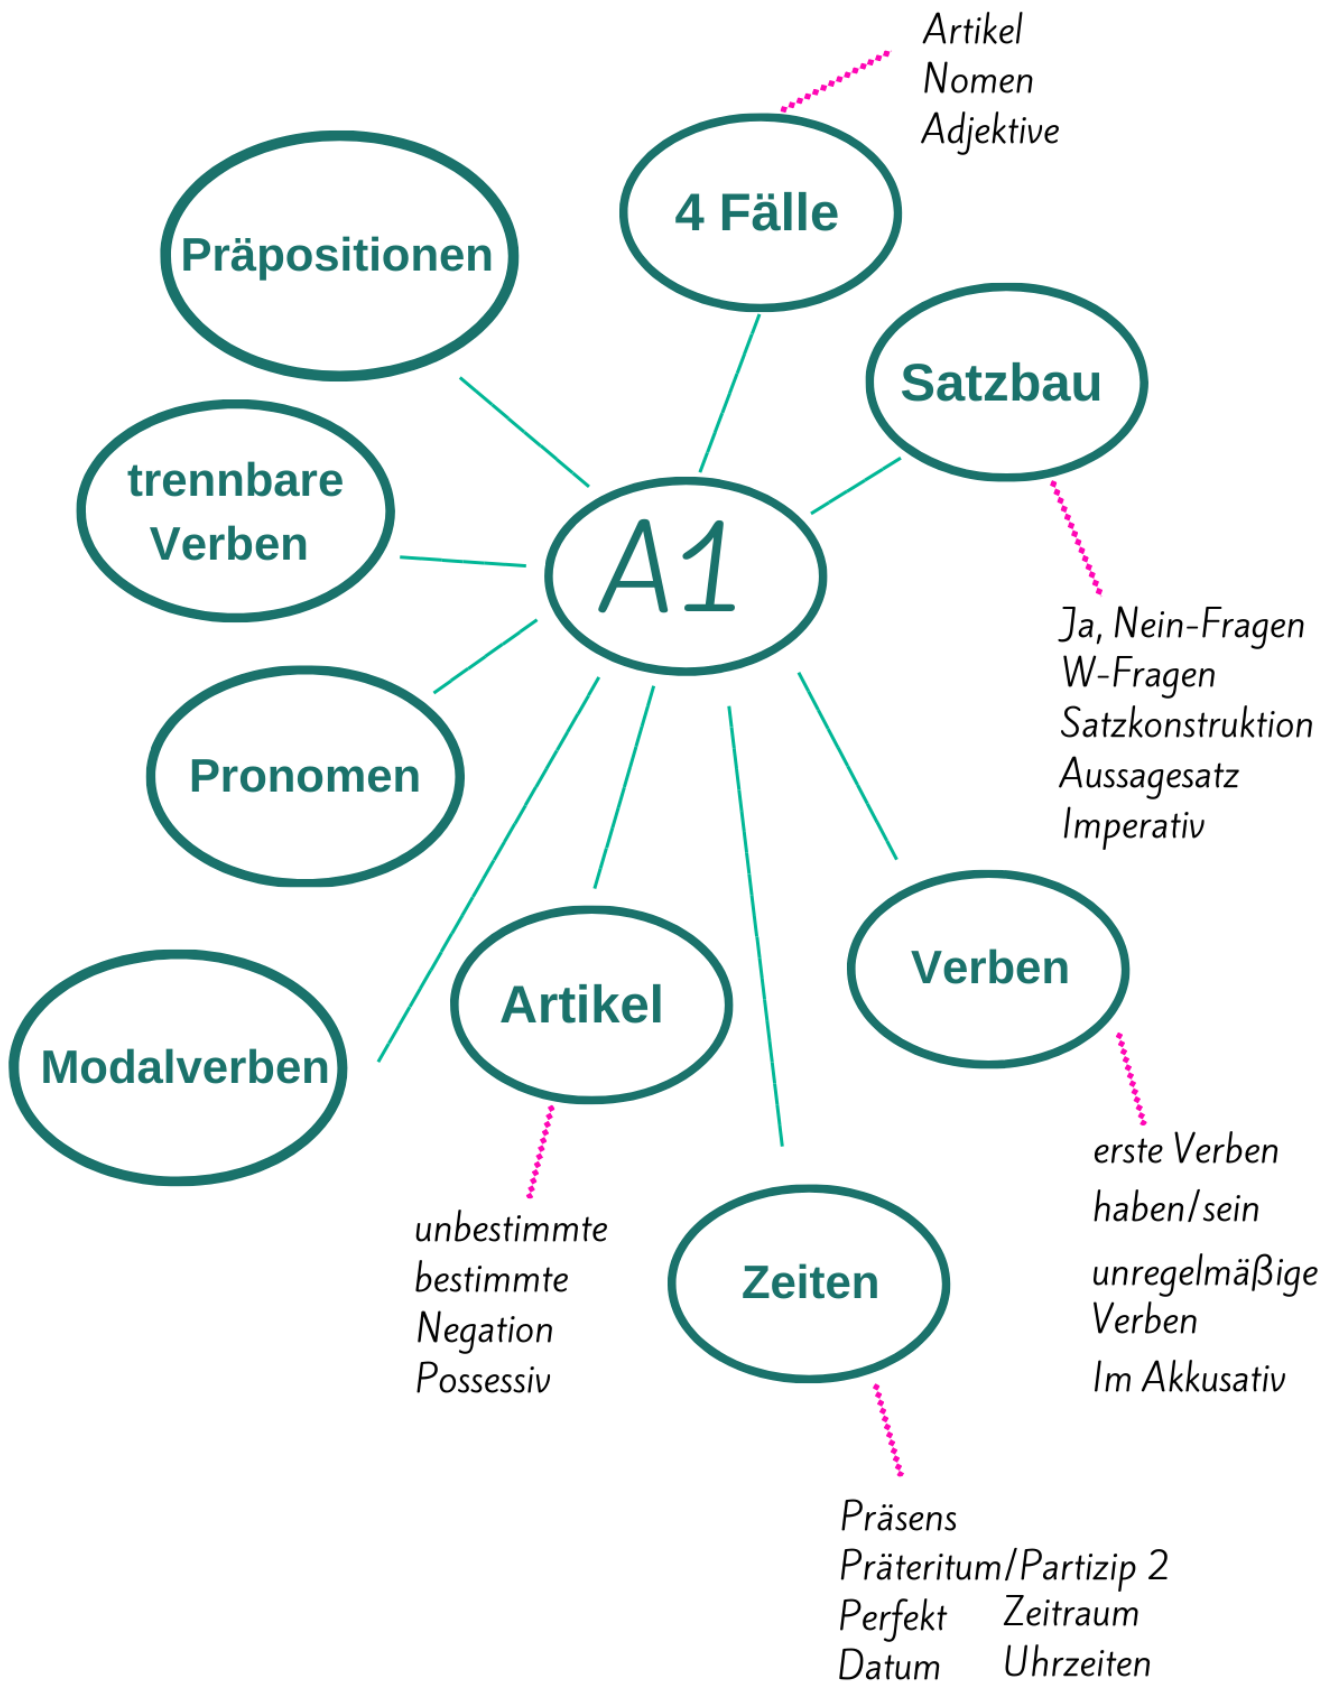 Artikel
Nomen
Adjektive
4 Fälle
Präpositionen
Satzbau
trennbare
Verben
A1
Ja, Nein-Fragen
W-Fragen
Satzkonstruktion
Aussagesatz
Imperativ
Pronomen
Verben
Artikel
Modalverben
erste Verben
haben/sein
unregelmäßige
Verben
Im Akkusativ
unbestimmte
bestimmte
Negation
Possessiv
Zeiten
Präsens
Präteritum/Partizip 2
Perfekt Zeitraum
Datum Uhrzeiten